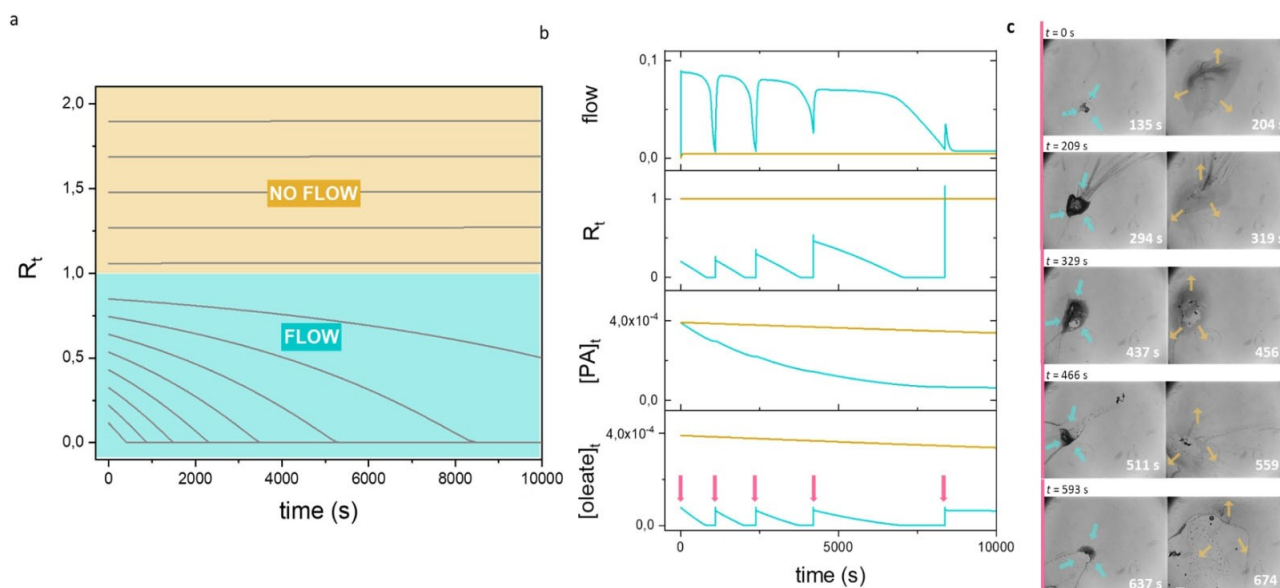 a
R_t
2,0
1,5
1,0
0,5
0,0
NO FLOW
FLOW
0
2000
4000
6000
8000
10000
time (s)
b
flow
0,1
0,0
R_t
1
0
[PA]_t
4,0x10⁻⁴
0,0
[oleate]_t
4,0x10⁻⁴
0,0
0
5000
10000
time (s)
c
t = 0 s
135 s
204 s
t = 209 s
294 s
319 s
t = 329 s
437 s
456 s
t = 466 s
511 s
559 s
t = 593 s
637 s
674 s